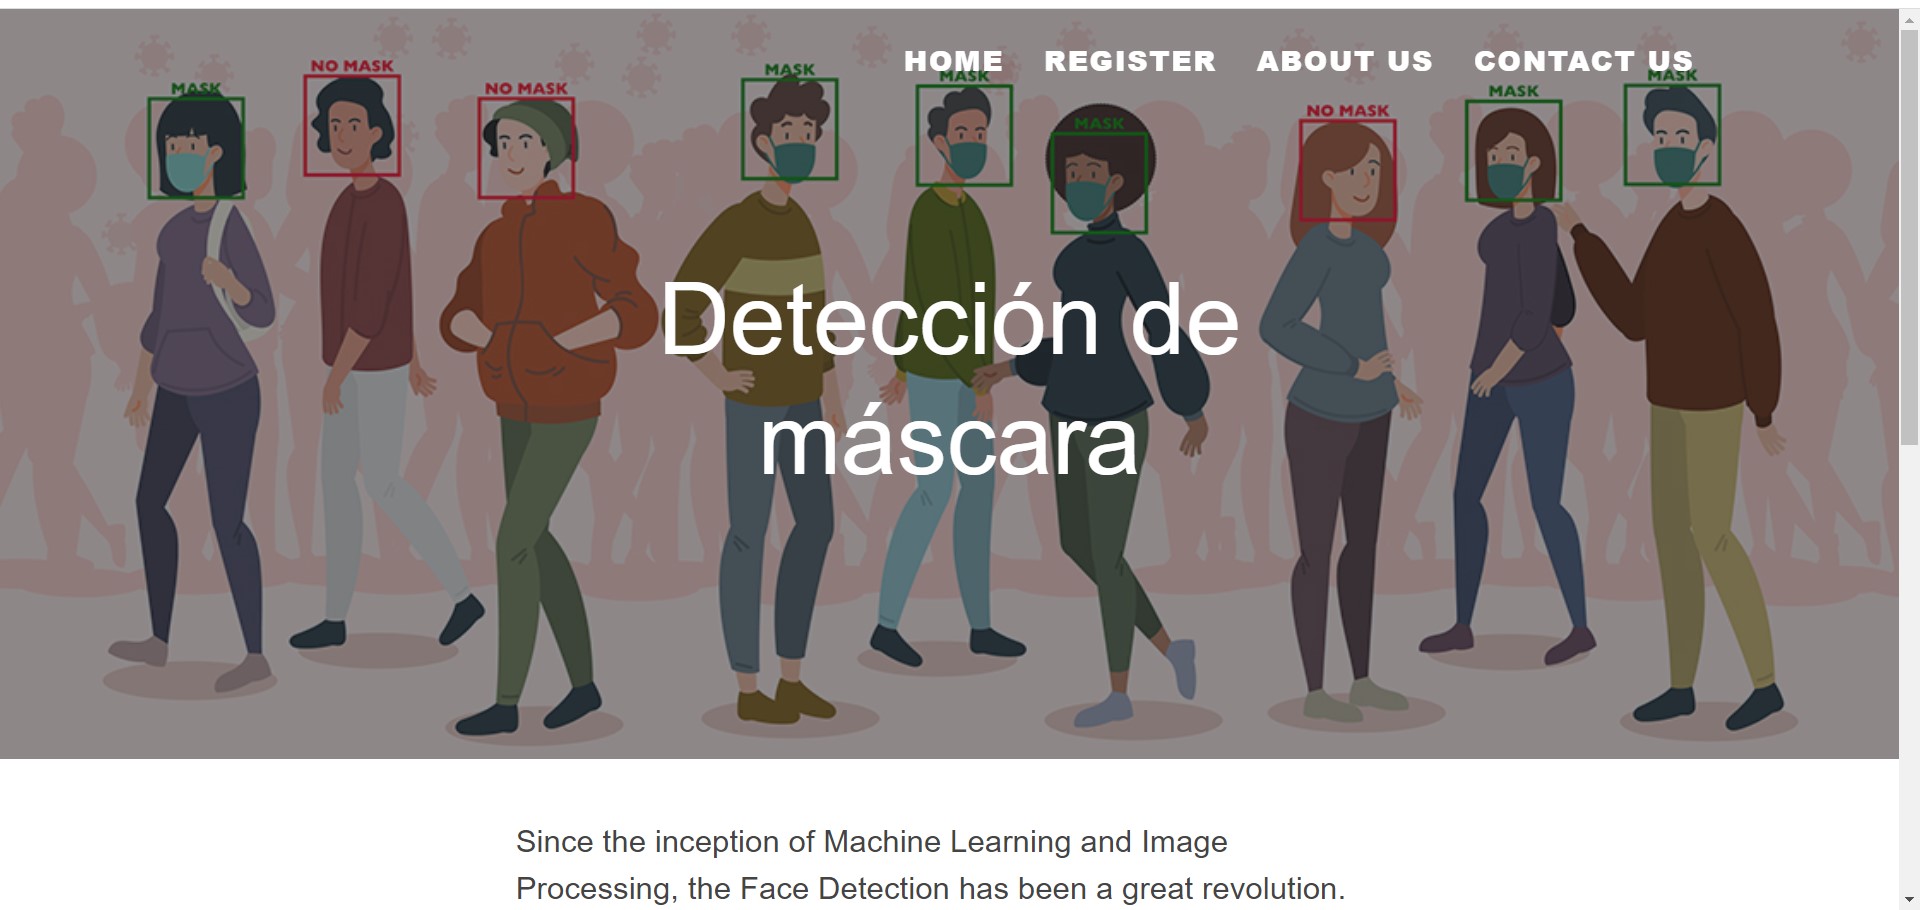 HOME REGISTER ABOUT US CONTACT US
NO MASK
MASK
MASK
MASK
MASK
NO MASK
MASK
NO MASK
MASK
Detección de
máscara
Since the inception of Machine Learning and Image
Processing, the Face Detection has been a great revolution.